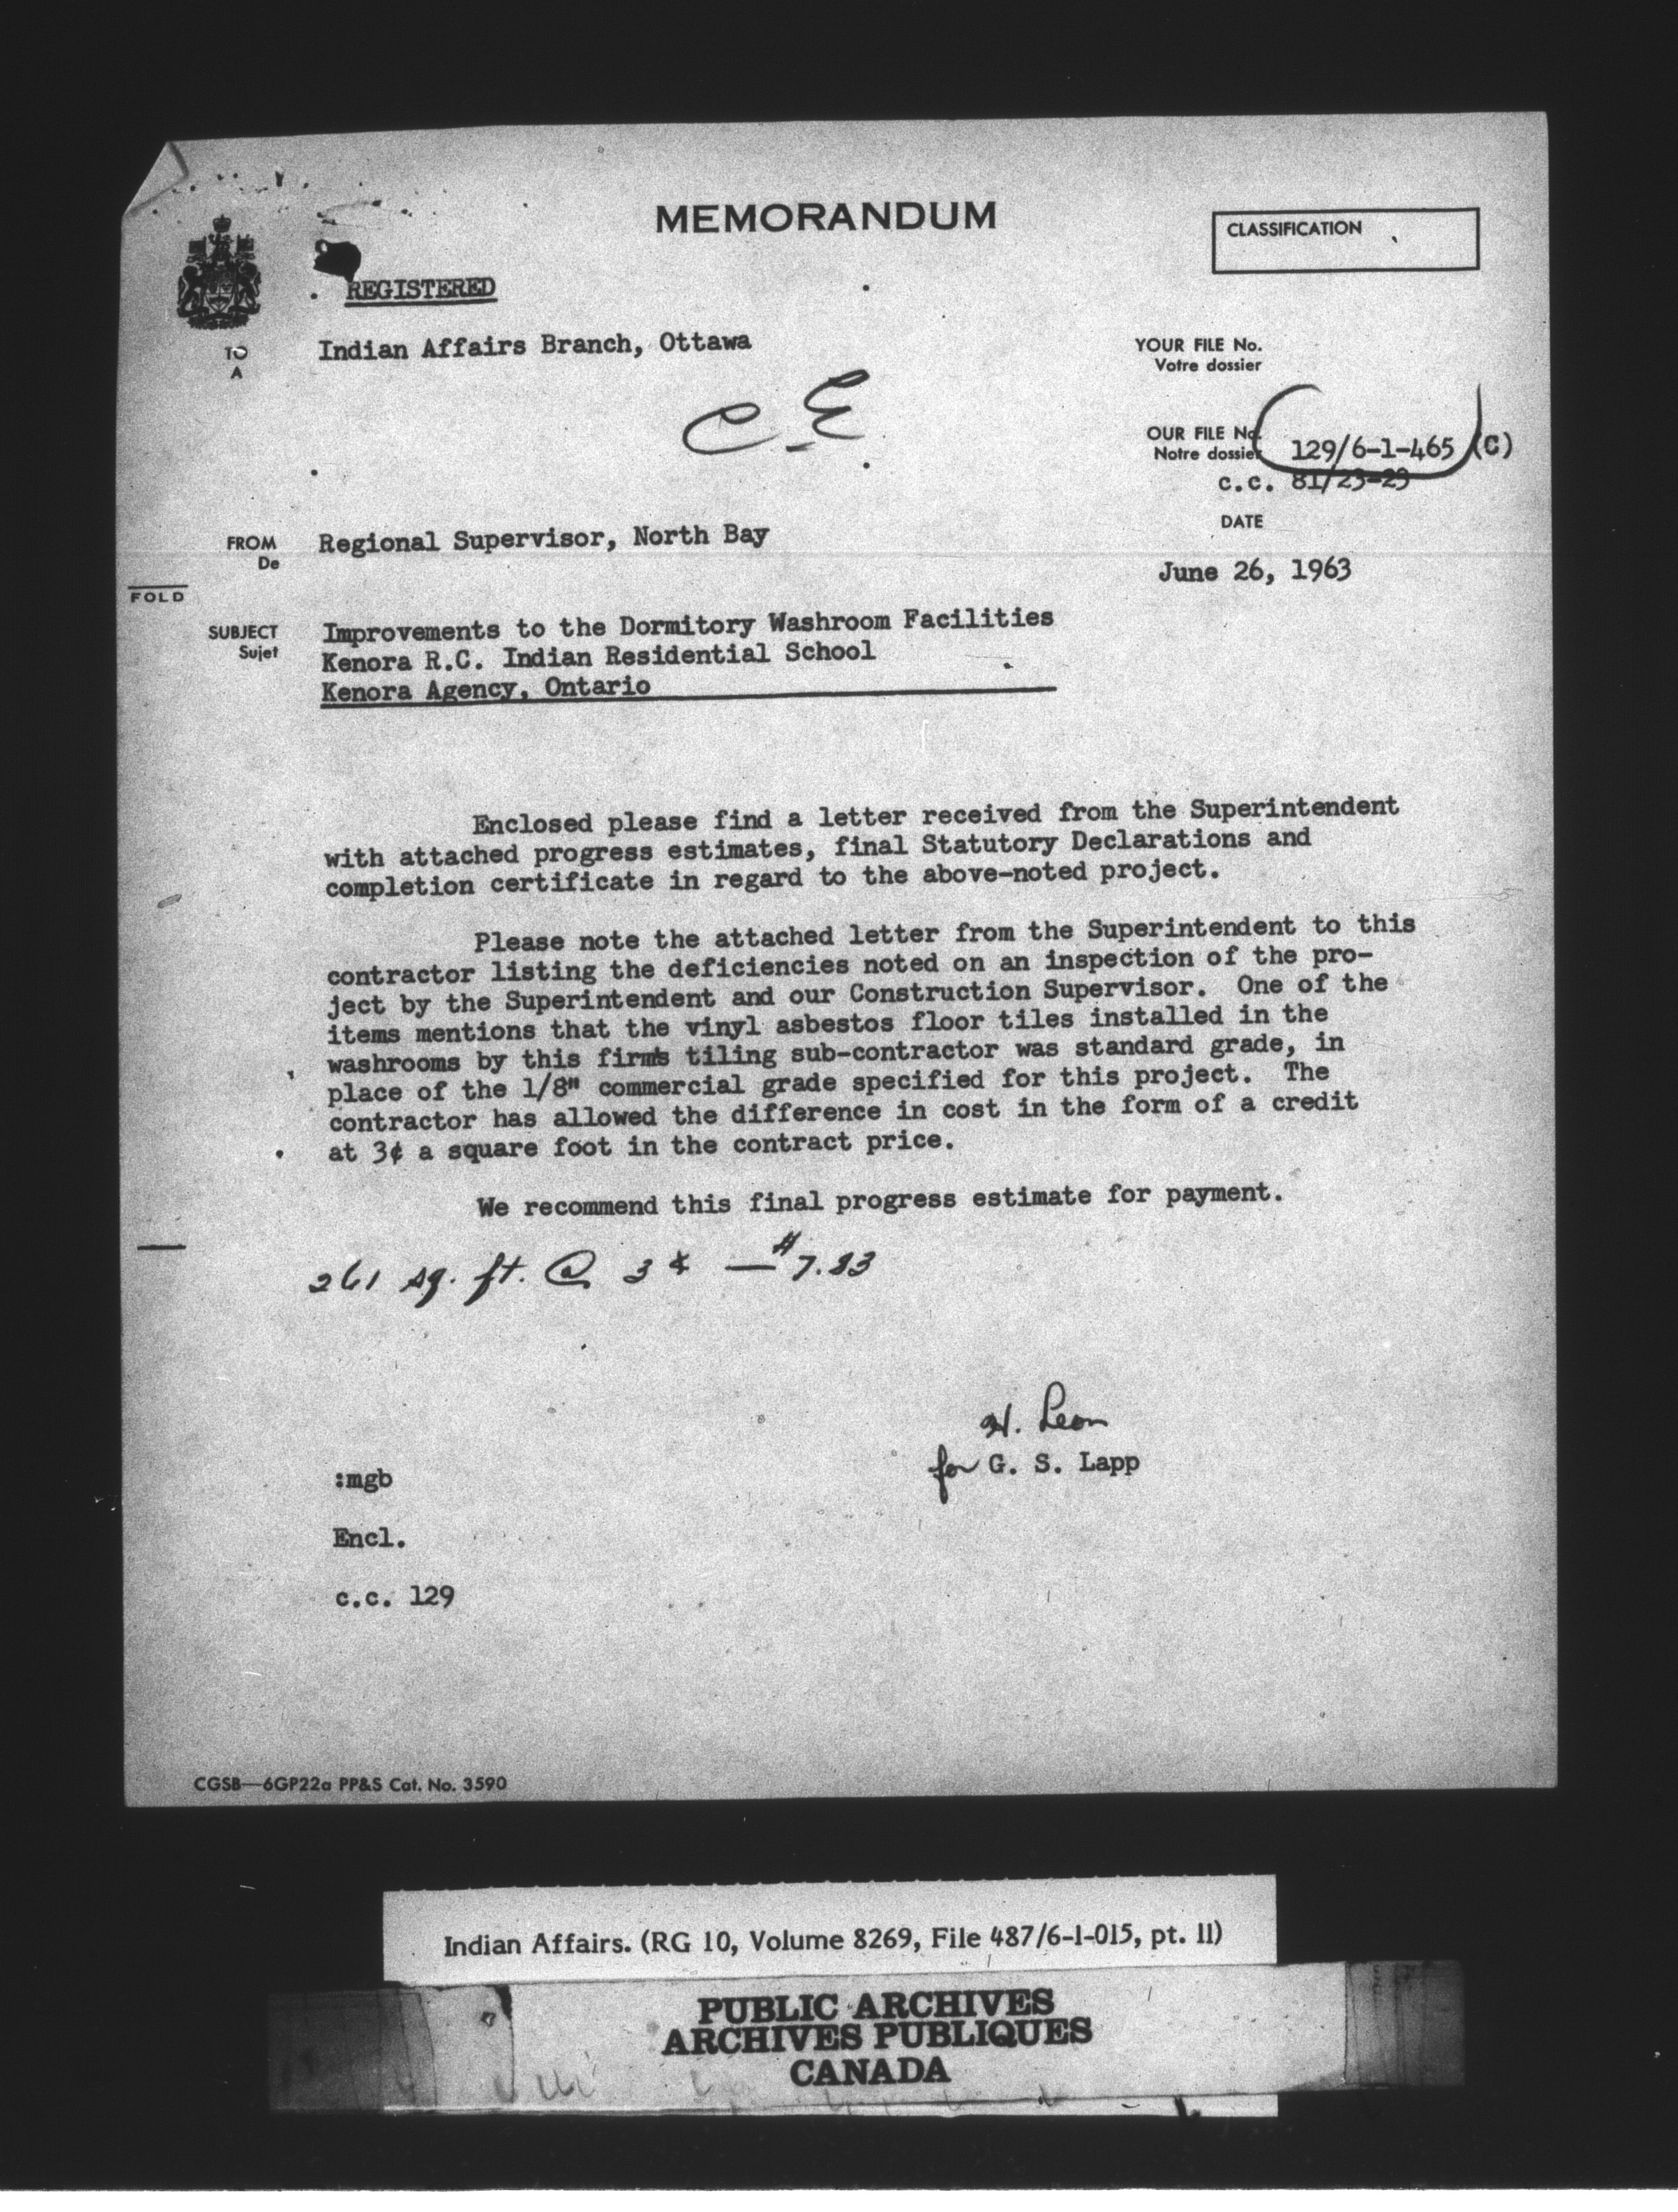 MEMORANDUM
CLASSIFICATION
REGISTERED
TO
A
Indian Affairs Branch, Ottawa
YOUR FILE No.
Votre dossier
C.E.
OUR FILE No.
Notre dossier
129/6-1-465 (C)
c.c. 81/23-23
DATE
FROM
De
Regional Supervisor, North Bay
June 26, 1963
FOLD
SUBJECT
Sujet
Improvements to the Dormitory Washroom Facilities
Kenora R.C. Indian Residential School
Kenora Agency, Ontario
Enclosed please find a letter received from the Superintendent
with attached progress estimates, final Statutory Declarations and
completion certificate in regard to the above-noted project.
Please note the attached letter from the Superintendent to this
contractor listing the deficiencies noted on an inspection of the pro-
ject by the Superintendent and our Construction Supervisor. One of the
items mentions that the vinyl asbestos floor tiles installed in the
washrooms by this firm's tiling sub-contractor was standard grade, in
place of the 1/8" commercial grade specified for this project. The
contractor has allowed the difference in cost in the form of a credit
at 3¢ a square foot in the contract price.
We recommend this final progress estimate for payment.
261 sq. ft. @ 3¢ — $7.83
H. Leon
for G. S. Lapp
:mgb
Encl.
c.c. 129
CGSB—6GP22a PP&S Cat. No. 3590
Indian Affairs. (RG 10, Volume 8269, File 487/6-1-015, pt. 11)
PUBLIC ARCHIVES
ARCHIVES PUBLIQUES
CANADA